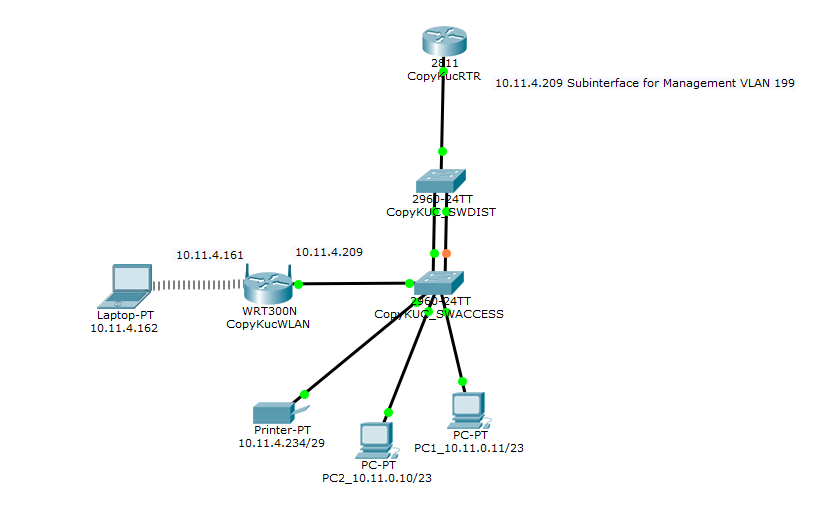 2811
CopyKucRTR
10.11.4.209 Subinterface for Management VLAN 199
2960-24TT
CopyKUC_SWDIST
10.11.4.161
10.11.4.209
Laptop-PT
10.11.4.162
WRT300N
CopyKucWLAN
2960-24TT
CopyKUC_SWACCESS
Printer-PT
10.11.4.234/29
PC-PT
PC2_10.11.0.10/23
PC-PT
PC1_10.11.0.11/23